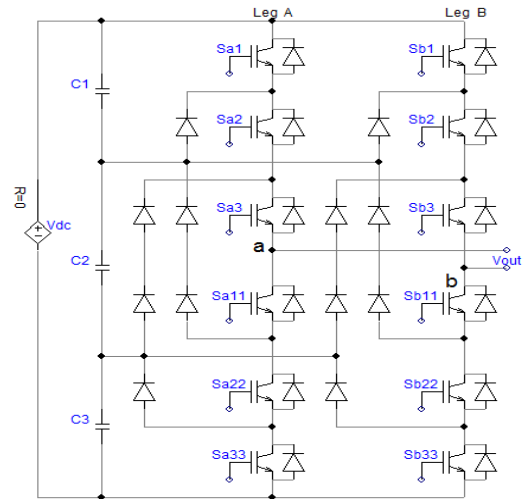 Leg A Leg B
Sa1 Sb1
C1
Sa2 Sb2
R=0
Sa3 Sb3
Vdc
a
Vout
C2
b
Sa11 Sb11
Sa22 Sb22
C3
Sa33 Sb33